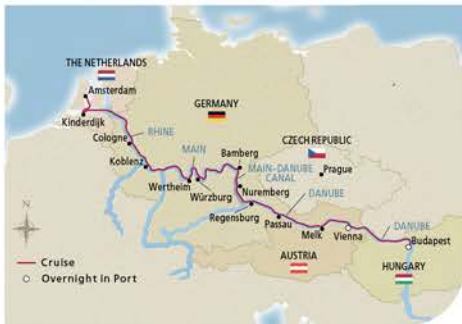 THE NETHERLANDS
Amsterdam
Kinderdijk
GERMANY
Cologne
RHINE
Koblenz
MAIN
Wertheim
Würzburg
Bamberg
MAIN-DANUBE
CANAL
CZECH REPUBLIC
Prague
Nuremberg
Regensburg
DANUBE
Passau
Melk
Vienna
DANUBE
Budapest
AUSTRIA
HUNGARY
Cruise
Overnight in Port